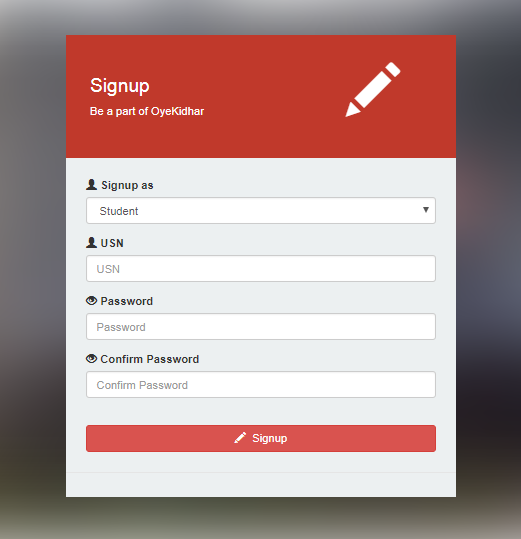 Signup
Be a part of OyeKidhar
Signup as
Student
USN
USN
Password
Password
Confirm Password
Confirm Password
Signup